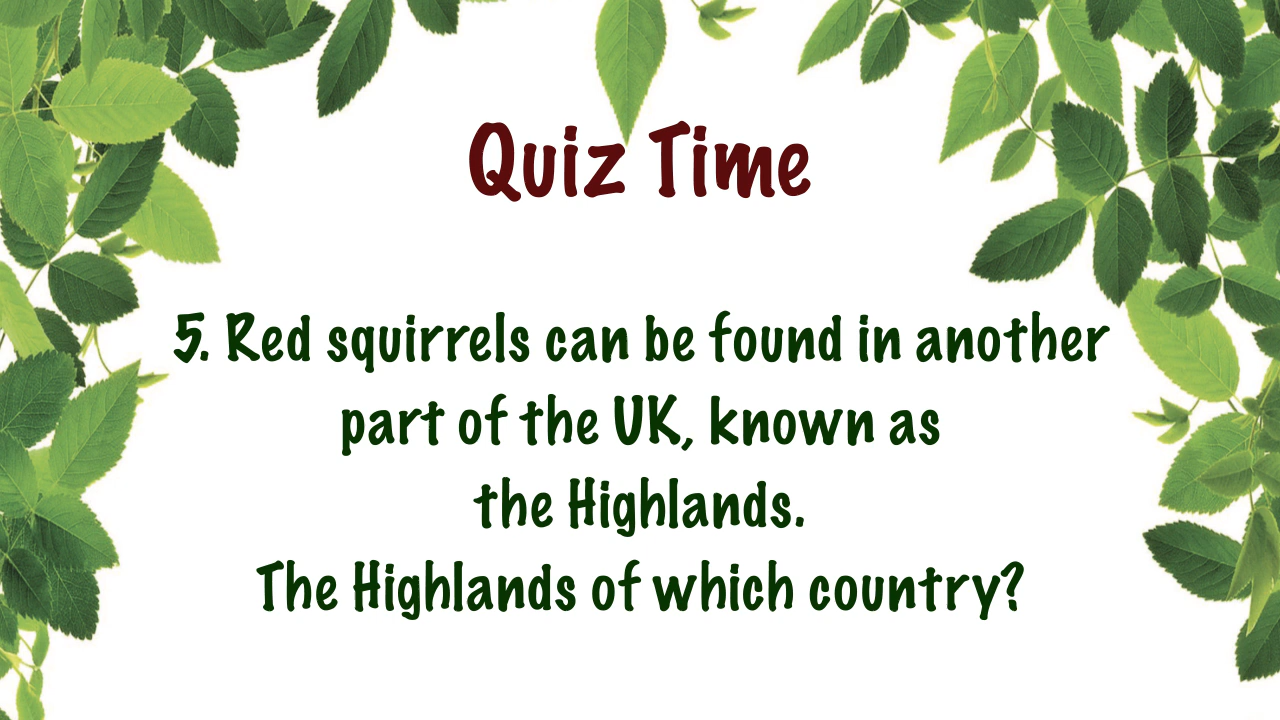 Quiz Time
5. Red squirrels can be found in another
part of the UK, known as
the Highlands.
The Highlands of which country?